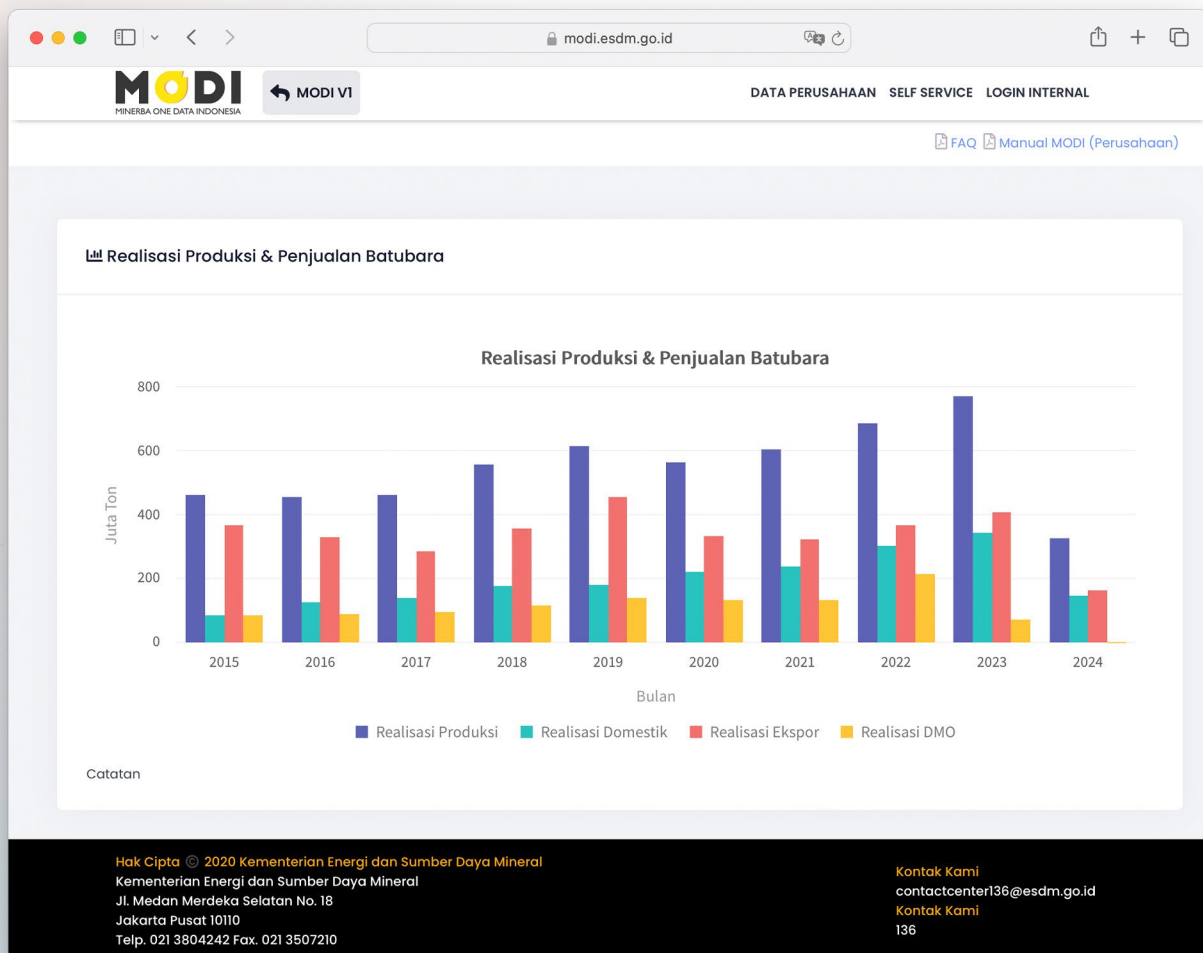 modi.esdm.go.id
MODI
MINERBA ONE DATA INDONESIA
MODI V1
DATA PERUSAHAAN SELF SERVICE LOGIN INTERNAL
FAQ Manual MODI (Perusahaan)
Realisasi Produksi & Penjualan Batubara
Realisasi Produksi & Penjualan Batubara
Juta Ton
800
600
400
200
0
2015 2016 2017 2018 2019 2020 2021 2022 2023 2024
Bulan
Realisasi Produksi Realisasi Domestik Realisasi Ekspor Realisasi DMO
Catatan
Hak Cipta © 2020 Kementerian Energi dan Sumber Daya Mineral
Kementerian Energi dan Sumber Daya Mineral
Jl. Medan Merdeka Selatan No. 18
Jakarta Pusat 10110
Telp. 021 3804242 Fax. 021 3507210
Kontak Kami
contactcenter136@esdm.go.id
Kontak Kami
136